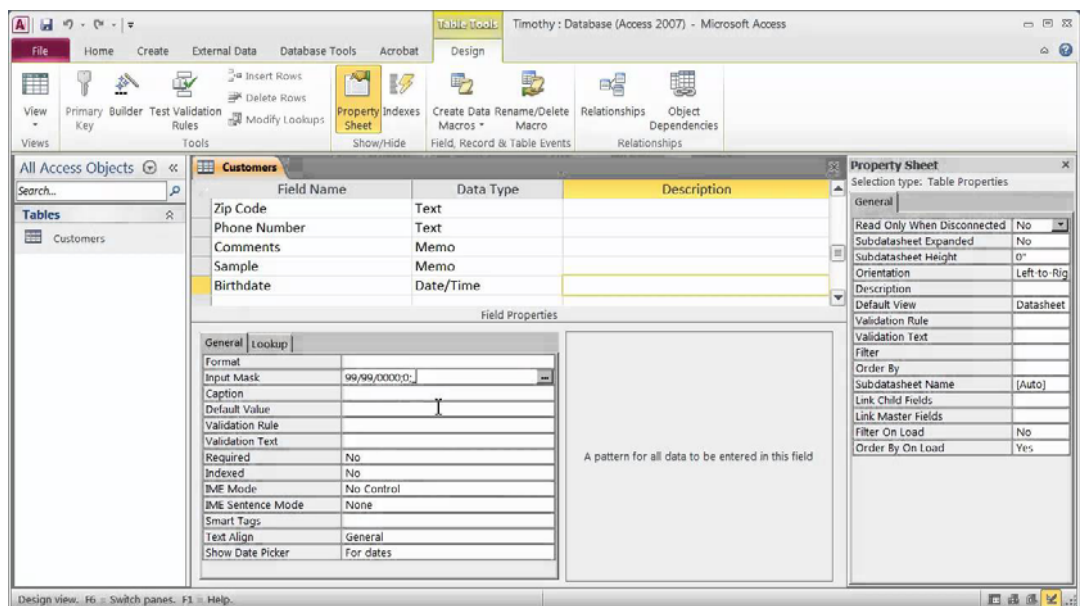 A
Table Tools Timothy : Database (Access 2007) - Microsoft Access
File Home Create External Data Database Tools Acrobat Design
View
Primary Key
Builder
Test Validation Rules
Insert Rows
Delete Rows
Modify Lookups
Property Sheet
Indexes
Create Data Macros
Rename/Delete Macro
Relationships
Object Dependencies
Views Tools Show/Hide Field, Record & Table Events Relationships
All Access Objects
Search...
Tables
Customers
Customers
Field Name Data Type Description
Zip Code Text
Phone Number Text
Comments Memo
Sample Memo
Birthdate Date/Time
Field Properties
General Lookup
Format
Input Mask 99/99/0000;0;_
Caption
Default Value
Validation Rule
Validation Text
Required No
Indexed No
IME Mode No Control
IME Sentence Mode None
Smart Tags
Text Align General
Show Date Picker For dates
A pattern for all data to be entered in this field
Property Sheet
Selection type: Table Properties
General
Read Only When Disconnected No
Subdatasheet Expanded No
Subdatasheet Height 0"
Orientation Left-to-Rig
Description
Default View Datasheet
Validation Rule
Validation Text
Filter
Order By
Subdatasheet Name [Auto]
Link Child Fields
Link Master Fields
Filter On Load No
Order By On Load Yes
Design view. F6 = Switch panes. F1 = Help.